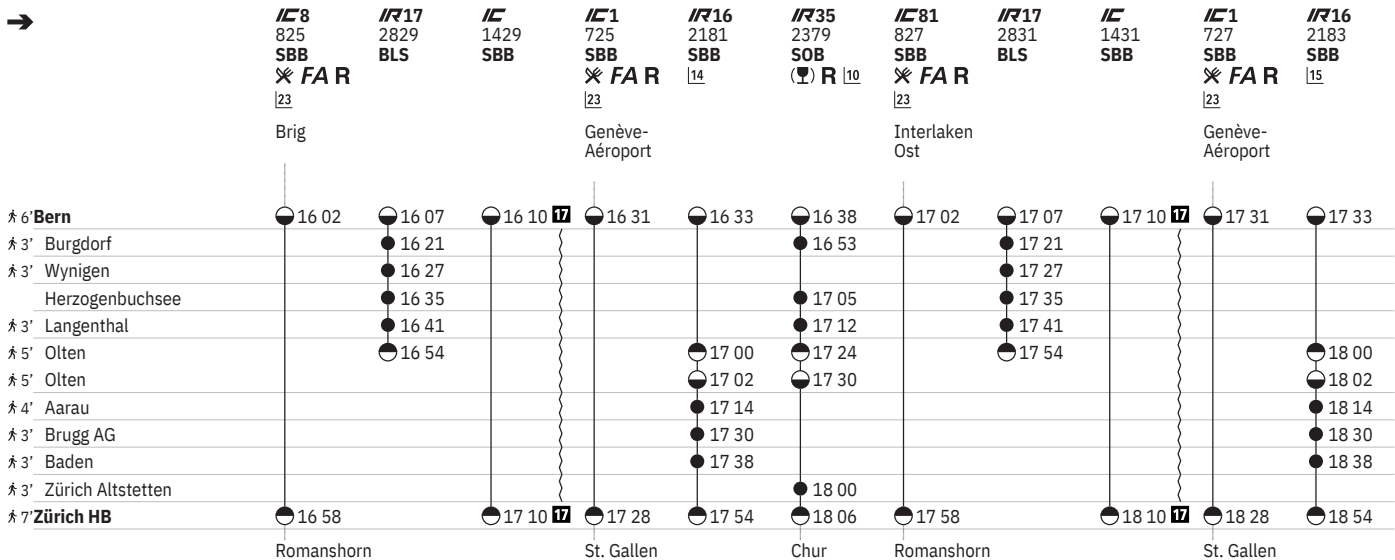 IC8 IR17 IC IC1 IR16 IR35 IC81 IR17 IC IC1 IR16
825 2829 1429 725 2181 2379 827 2831 1431 727 2183
SBB BLS SBB SBB SBB SOB SBB BLS SBB SBB SBB
FA R FA R 14 R 10 FA R FA R 15
23 23 23 23
Brig Genève- Interlaken Genève-
Aéroport Ost Aéroport
6’ Bern 16 02 16 07 16 10 17 16 31 16 33 16 38 17 02 17 07 17 10 17 17 31 17 33
3’ Burgdorf 16 21 16 53 17 21
3’ Wynigen 16 27 17 27
Herzogenbuchsee 16 35 17 05 17 35
3’ Langenthal 16 41 17 12 17 41
5’ Olten 16 54 17 00 17 24 17 54 18 00
5’ Olten 17 02 17 30 18 02
4’ Aarau 17 14 18 14
3’ Brugg AG 17 30 18 30
3’ Baden 17 38 18 38
3’ Zürich Altstetten 18 00
7’ Zürich HB 16 58 17 10 17 17 28 17 54 18 06 17 58 18 10 17 18 28 18 54
Romanshorn St. Gallen Chur Romanshorn St. Gallen